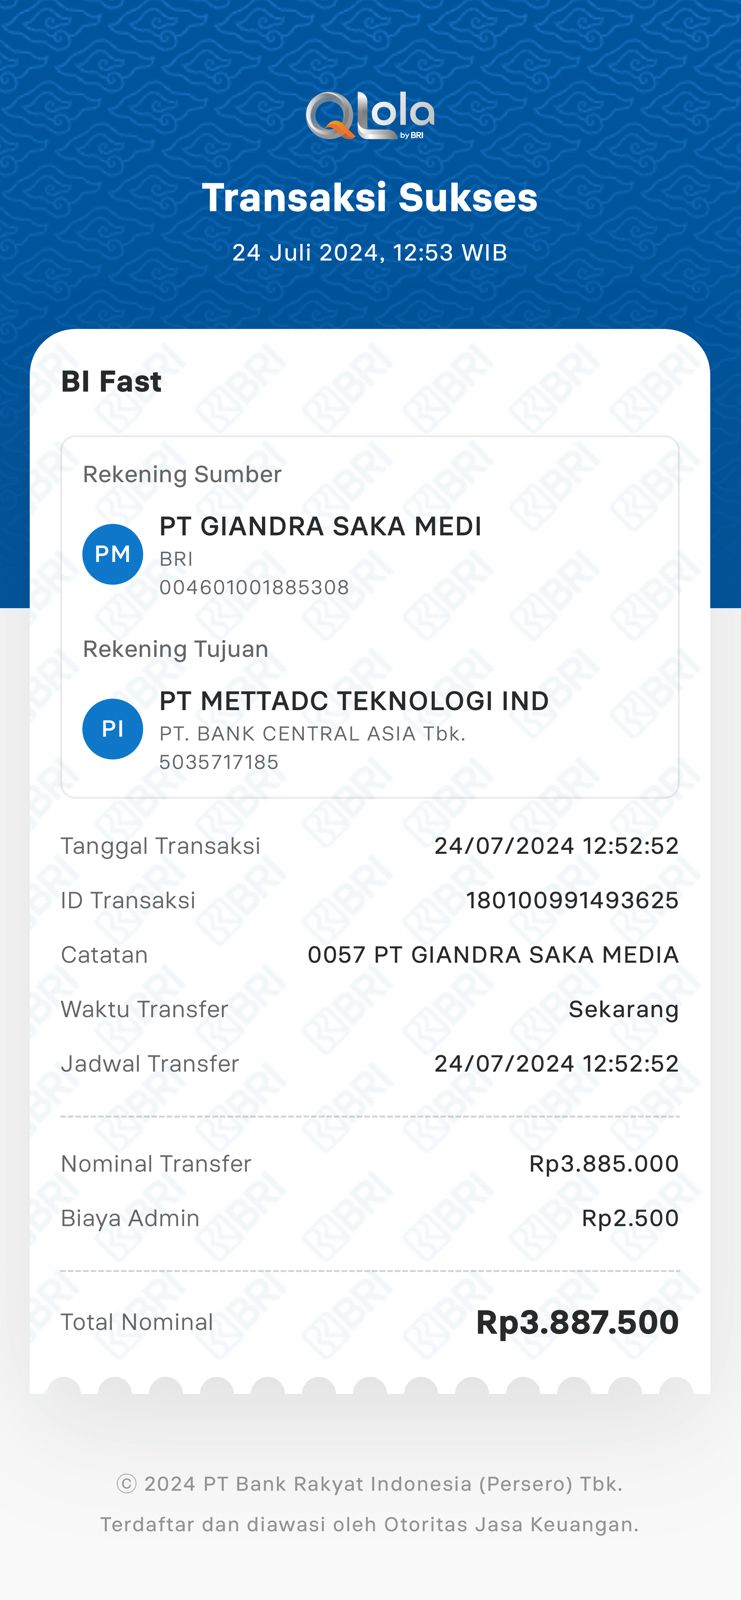 QLola
by BRI
Transaksi Sukses
24 Juli 2024, 12:53 WIB
BI Fast
Rekening Sumber
PM
PT GIANDRA SAKA MEDI
BRI
004601001885308
Rekening Tujuan
PI
PT METTADC TEKNOLOGI IND
PT. BANK CENTRAL ASIA Tbk.
5035717185
Tanggal Transaksi 24/07/2024 12:52:52
ID Transaksi 180100991493625
Catatan 0057 PT GIANDRA SAKA MEDIA
Waktu Transfer Sekarang
Jadwal Transfer 24/07/2024 12:52:52
Nominal Transfer Rp3.885.000
Biaya Admin Rp2.500
Total Nominal Rp3.887.500
© 2024 PT Bank Rakyat Indonesia (Persero) Tbk.
Terdaftar dan diawasi oleh Otoritas Jasa Keuangan.